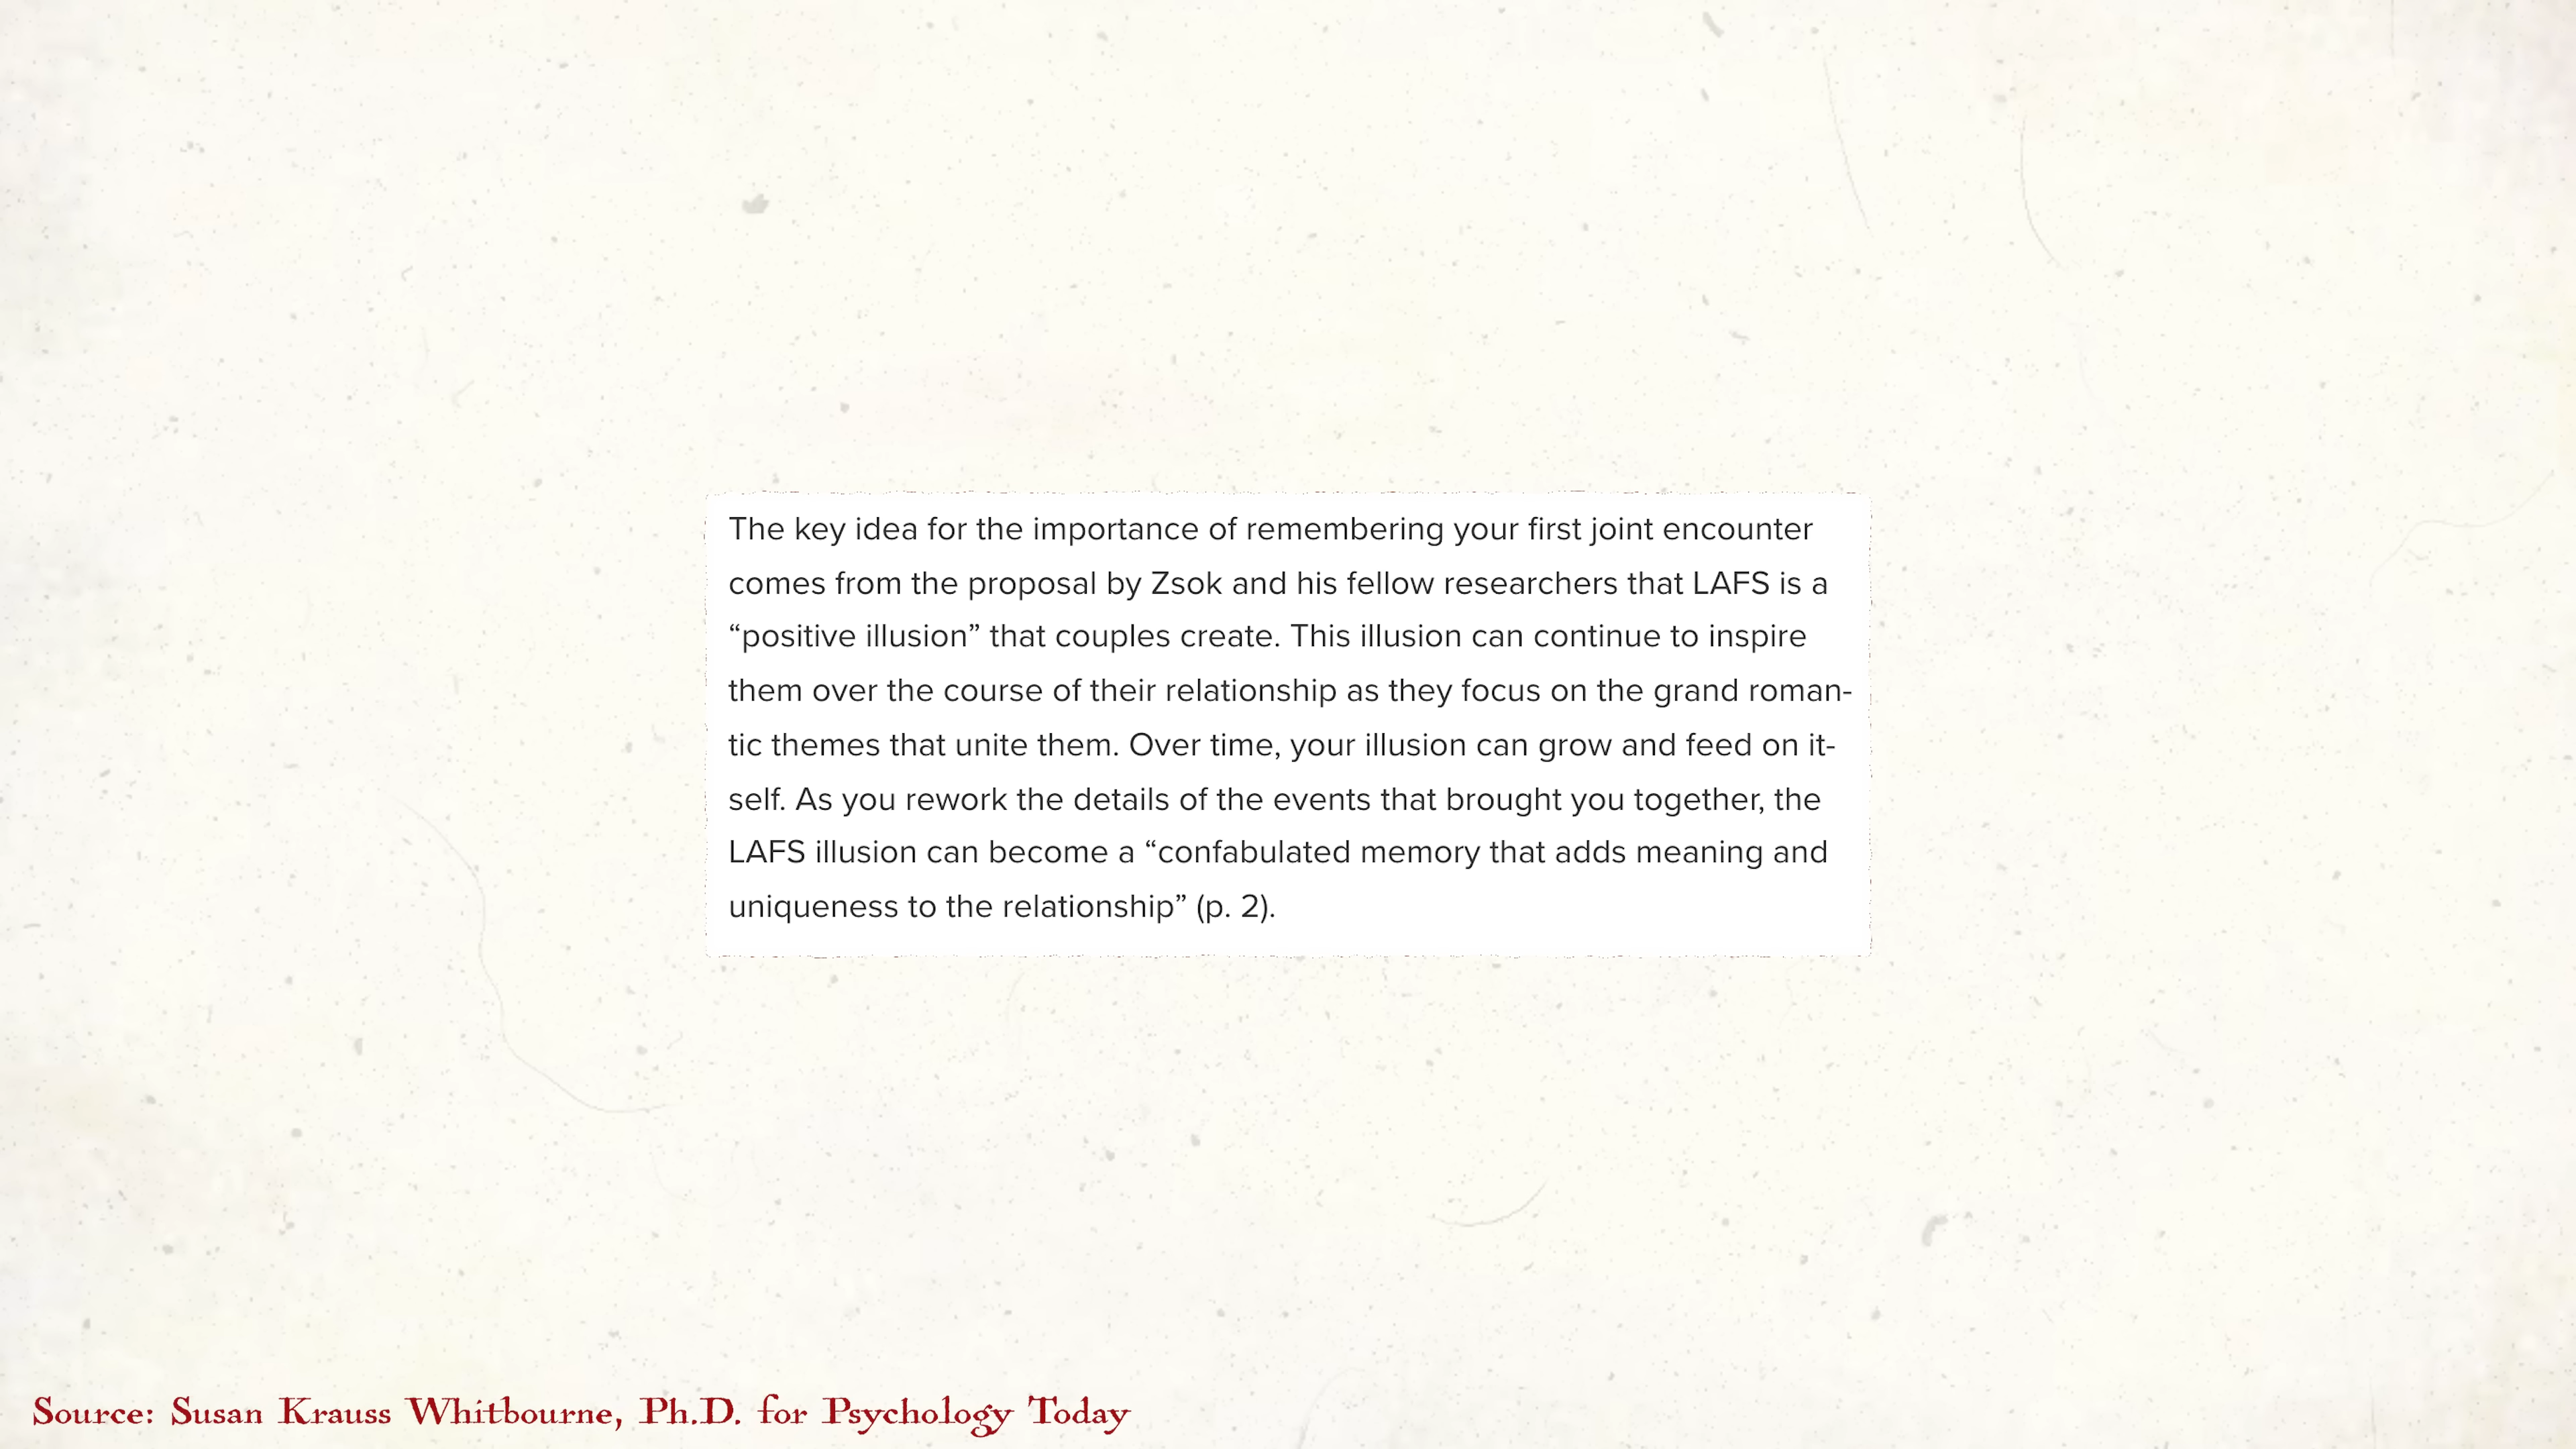 The key idea for the importance of remembering your first joint encounter
comes from the proposal by Zsok and his fellow researchers that LAFS is a
“positive illusion” that couples create. This illusion can continue to inspire
them over the course of their relationship as they focus on the grand roman-
tic themes that unite them. Over time, your illusion can grow and feed on it-
self. As you rework the details of the events that brought you together, the
LAFS illusion can become a “confabulated memory that adds meaning and
uniqueness to the relationship” (p. 2).
Source: Susan Krauss Whitbourne, Ph.D. for Psychology Today